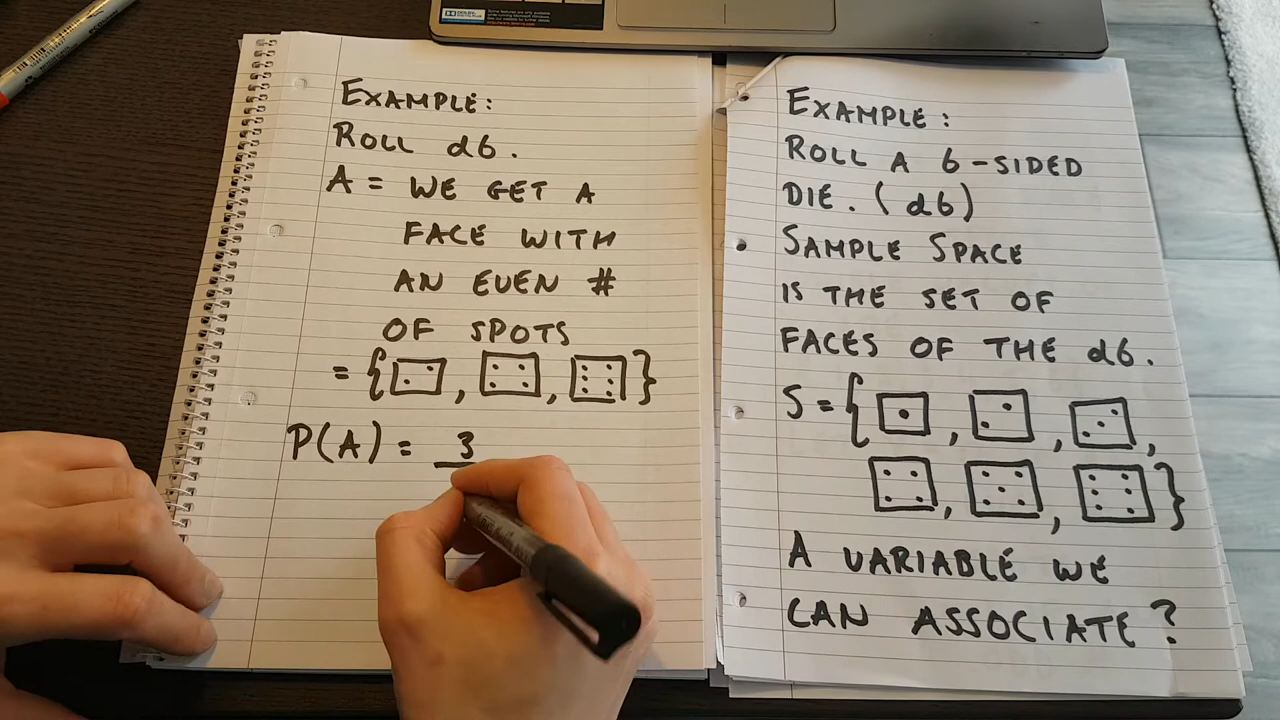 EXAMPLE:
ROLL d6.
A = WE GET A
FACE WITH
AN EVEN #
OF SPOTS
= { , , }
P(A) = 3
EXAMPLE:
ROLL A 6-SIDED
DIE. (d6)
• SAMPLE SPACE
IS THE SET OF
FACES OF THE d6.
S = { , , ,
, , }
A VARIABLE WE
CAN ASSOCIATE?